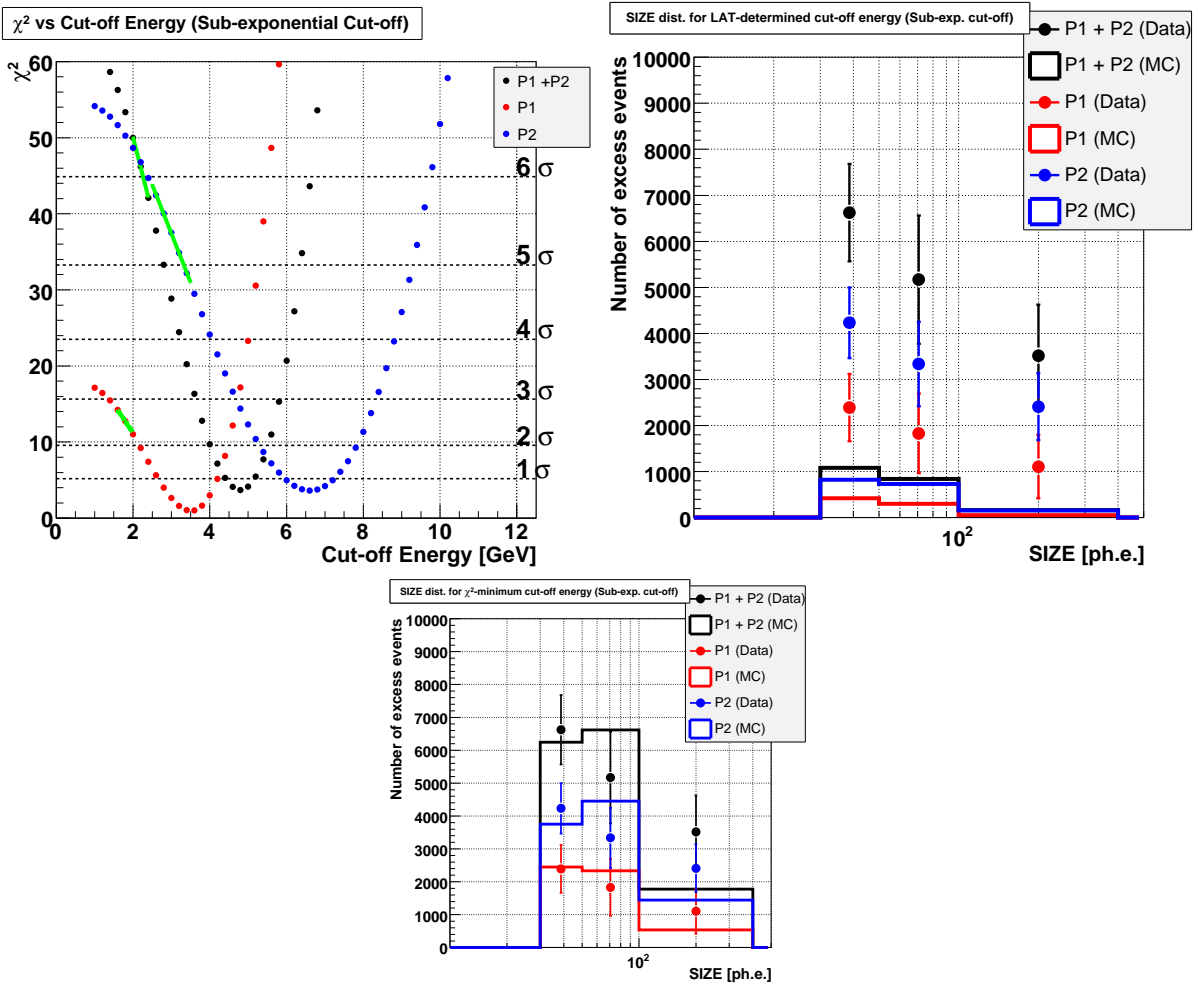 χ² vs Cut-off Energy (Sub-exponential Cut-off)
χ²
60
50
40
30
20
10
0
P1 +P2
P1
P2
6 σ
5 σ
4 σ
3 σ
2 σ
1 σ
0 2 4 6 8 10 12
Cut-off Energy [GeV]
SIZE dist. for LAT-determined cut-off energy (Sub-exp. cut-off)
Number of excess events
10000
9000
8000
7000
6000
5000
4000
3000
2000
1000
0
P1 + P2 (Data)
P1 + P2 (MC)
P1 (Data)
P1 (MC)
P2 (Data)
P2 (MC)
10²
SIZE [ph.e.]
SIZE dist. for χ²-minimum cut-off energy (Sub-exp. cut-off)
Number of excess events
10000
9000
8000
7000
6000
5000
4000
3000
2000
1000
0
P1 + P2 (Data)
P1 + P2 (MC)
P1 (Data)
P1 (MC)
P2 (Data)
P2 (MC)
10²
SIZE [ph.e.]